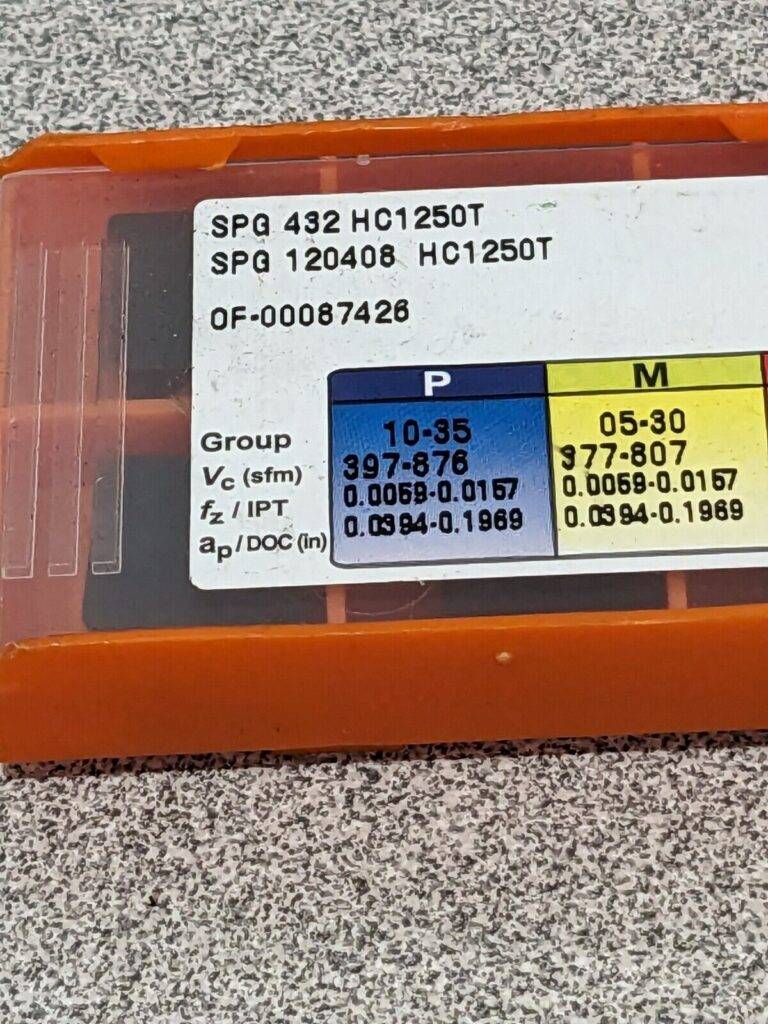 SPG 432 HC1250T
SPG 120408 HC1250T
OF-00087426
P M
Group 10-35 05-30
Vc (sfm) 397-876 377-807
fz / IPT 0.0059-0.0157 0.0059-0.0157
ap / DOC (in) 0.0394-0.1969 0.0394-0.1969